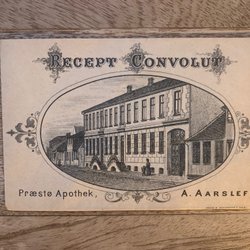 RECEPT CONVOLUT
Præstø Apothek, A. AARSLEF